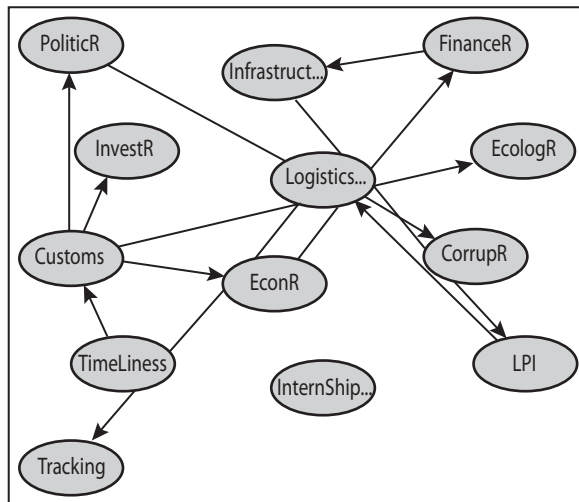 PoliticR
FinanceR
Infrastruct...
InvestR
EcologR
Logistics...
Customs
CorrupR
EconR
TimeLiness
LPI
InternShip...
Tracking